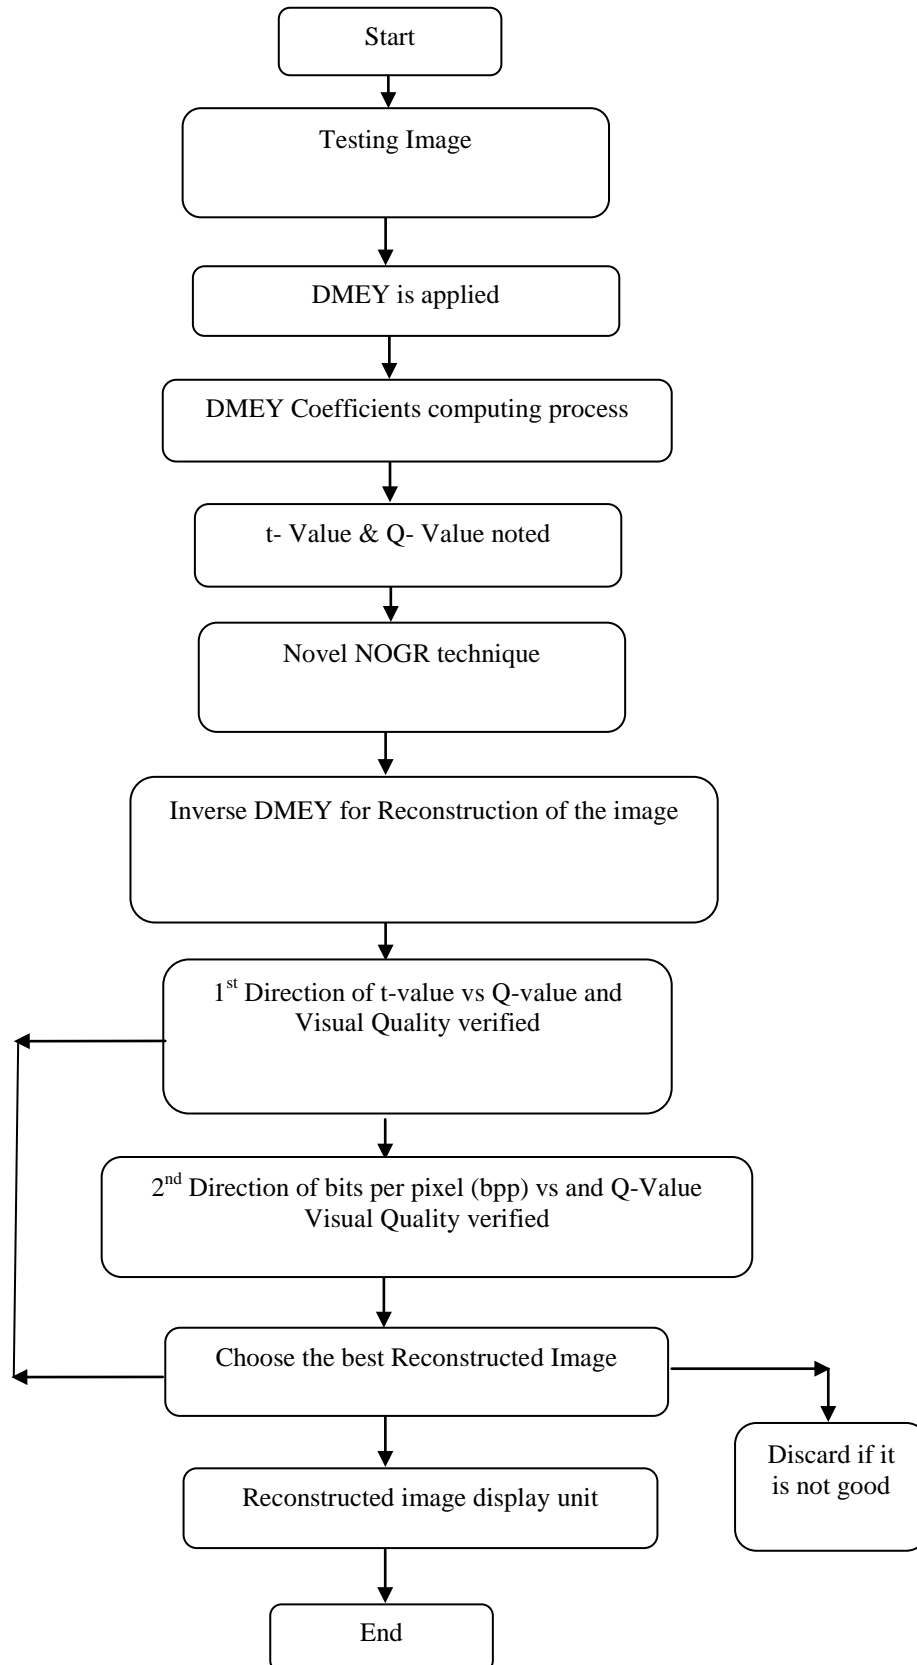 Start
Testing Image
DMEY is applied
DMEY Coefficients computing process
t- Value & Q- Value noted
Novel NOGR technique
Inverse DMEY for Reconstruction of the image
1st Direction of t-value vs Q-value and
Visual Quality verified
2nd Direction of bits per pixel (bpp) vs and Q-Value
Visual Quality verified
Choose the best Reconstructed Image
Discard if it
is not good
Reconstructed image display unit
End